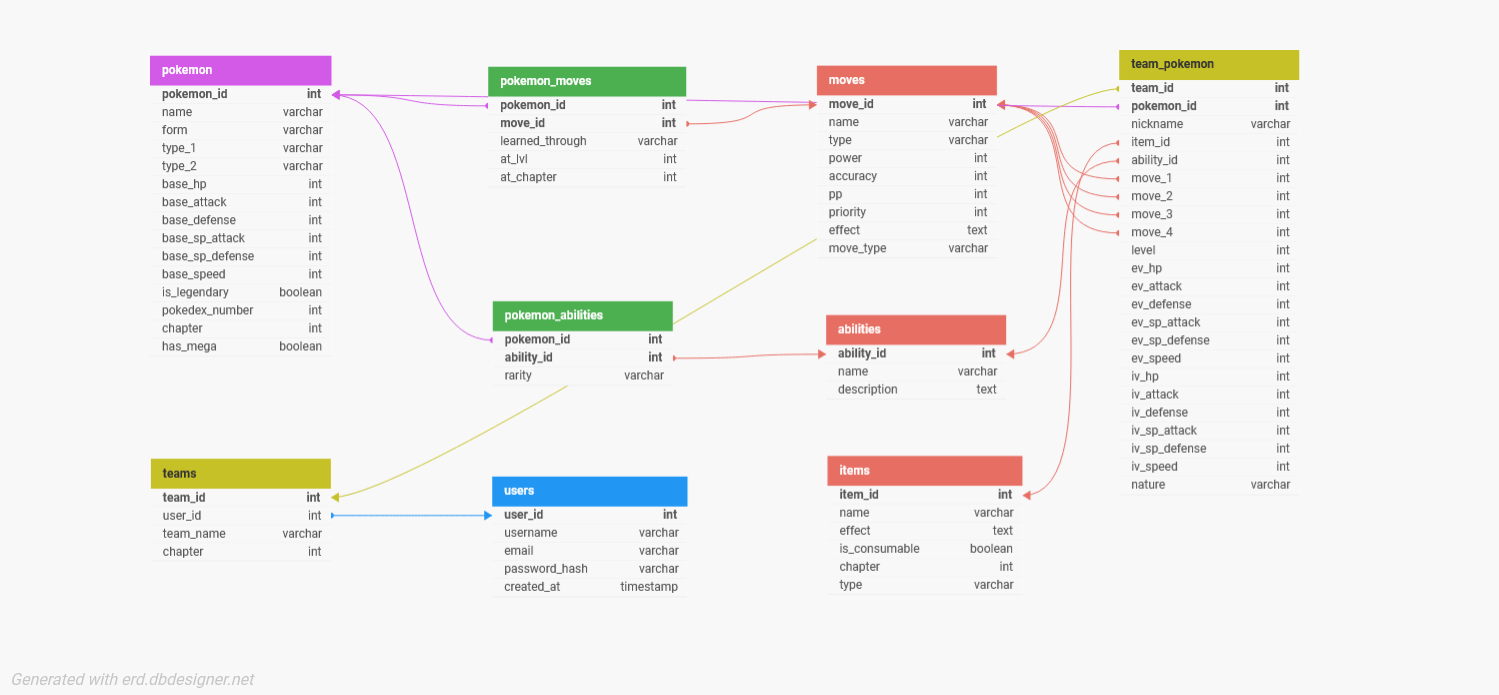 pokemon
pokemon_id int
name varchar
form varchar
type_1 varchar
type_2 varchar
base_hp int
base_attack int
base_defense int
base_sp_attack int
base_sp_defense int
base_speed int
is_legendary boolean
pokedex_number int
chapter int
has_mega boolean
pokemon_moves
pokemon_id int
move_id int
learned_through varchar
at_lvl int
at_chapter int
moves
move_id int
name varchar
type varchar
power int
accuracy int
pp int
priority int
effect text
move_type varchar
team_pokemon
team_id int
pokemon_id int
nickname varchar
item_id int
ability_id int
move_1 int
move_2 int
move_3 int
move_4 int
level int
ev_hp int
ev_attack int
ev_defense int
ev_sp_attack int
ev_sp_defense int
ev_speed int
iv_hp int
iv_attack int
iv_defense int
iv_sp_attack int
iv_sp_defense int
iv_speed int
nature varchar
pokemon_abilities
pokemon_id int
ability_id int
rarity varchar
abilities
ability_id int
name varchar
description text
teams
team_id int
user_id int
team_name varchar
chapter int
users
user_id int
username varchar
email varchar
password_hash varchar
created_at timestamp
items
item_id int
name varchar
effect text
is_consumable boolean
chapter int
type varchar
Generated with erd.dbdesigner.net